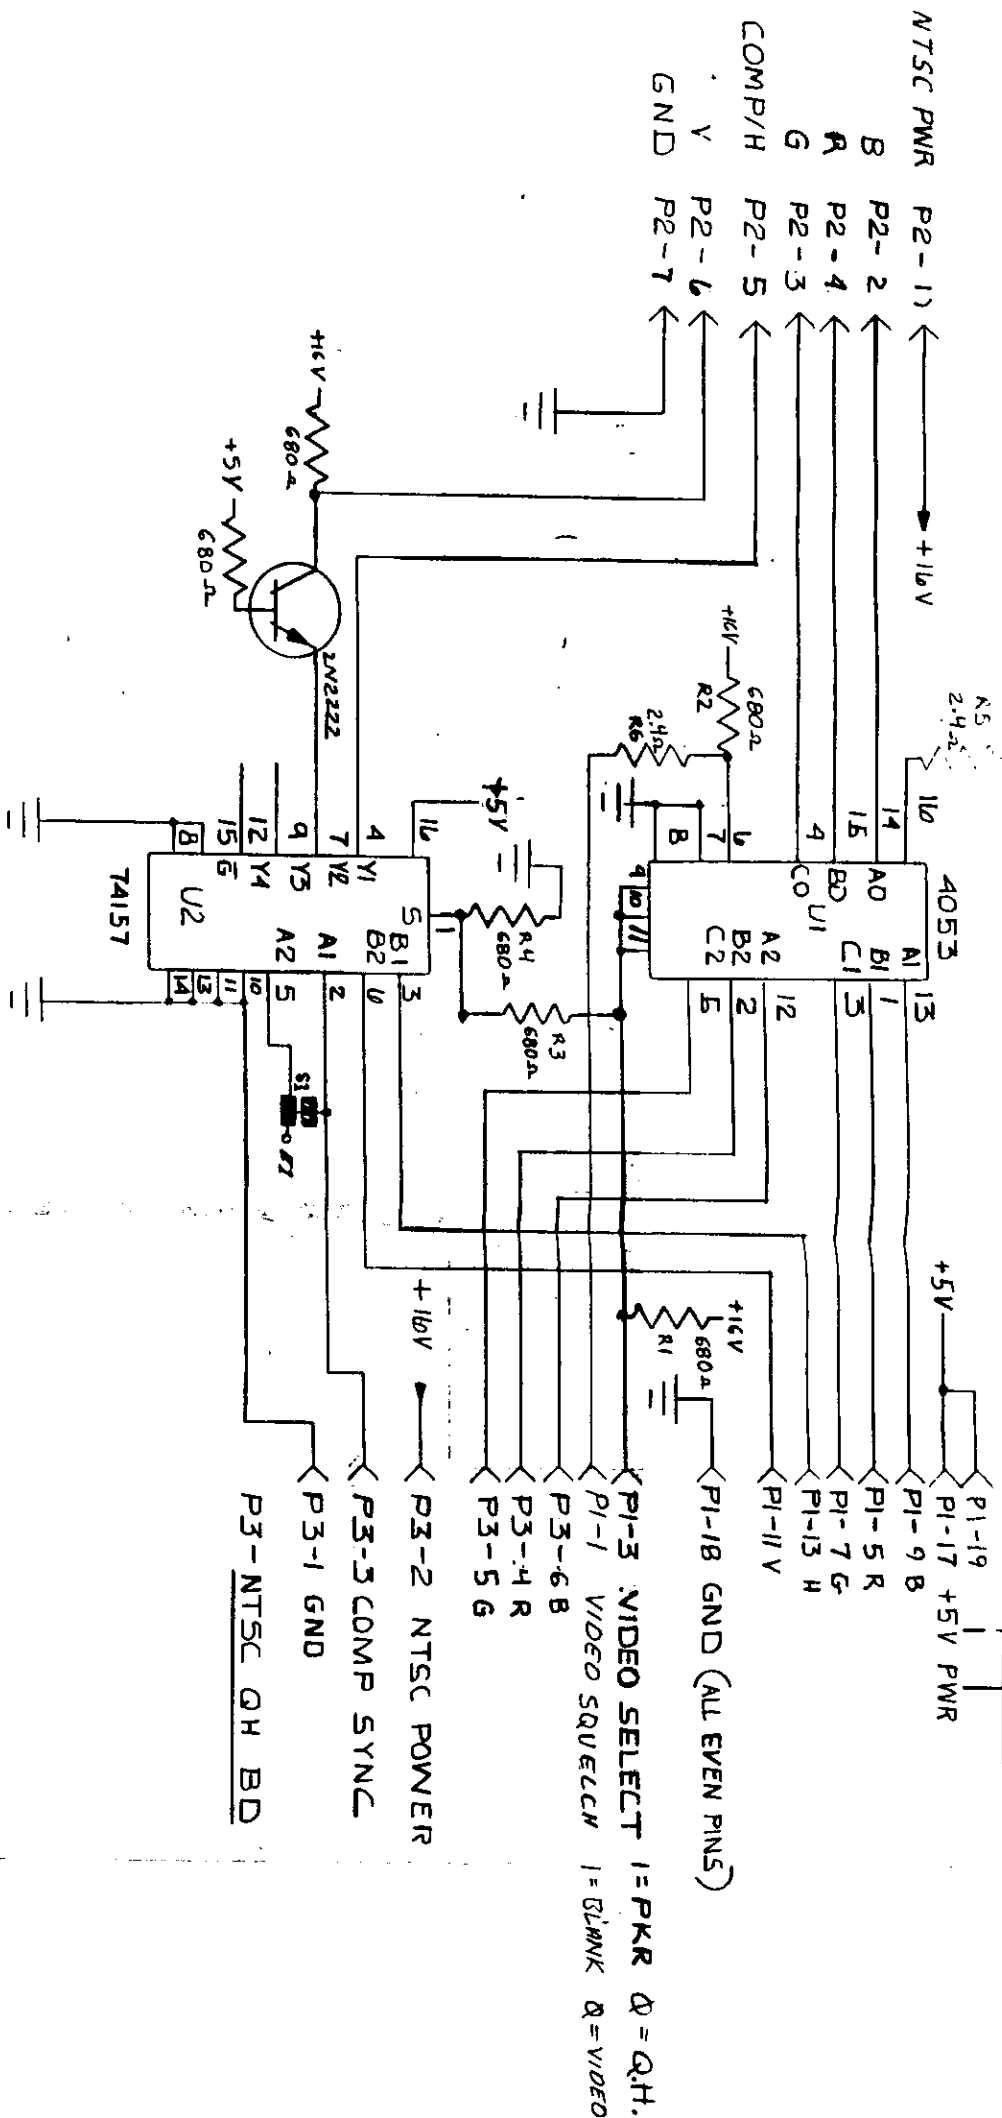 NTSC PWR P2-1)
B P2-2
R P2-4
G P2-3
COMP/H P2-5
V P2-6
GND P2-7
+16V
R5
2.4Ω
+16V
680Ω
R2
2.4Ω
R6
+16V
680Ω
+5V
680Ω
2N2222
4053
U1
16
14
15
4
6
7
8
9
10
11
A0
B0
C0
A1
B1
C1
A2
B2
C2
13
1
3
12
2
5
+5V
R4
680Ω
R3
680Ω
74157
U2
16
4
7
9
12
15
8
Y1
Y2
Y3
Y4
G
S
1
B1
B2
A1
A2
3
6
2
5
10
11
13
14
S1
E2
+5V
+16V
R1
680Ω
+16V
P1-19
P1-17 +5V PWR
P1-9 B
P1-5 R
P1-7 G
P1-13 H
P1-11 V
P1-18 GND (ALL EVEN PINS)
P1-3 VIDEO SELECT 1=PKR 0=Q.H.
P1-1 VIDEO SQUELCH 1=BLANK 0=VIDEO
P3-6 B
P3-4 R
P3-5 G
P3-2 NTSC POWER
P3-3 COMP SYNC
P3-1 GND
P3-NTSC QH BD